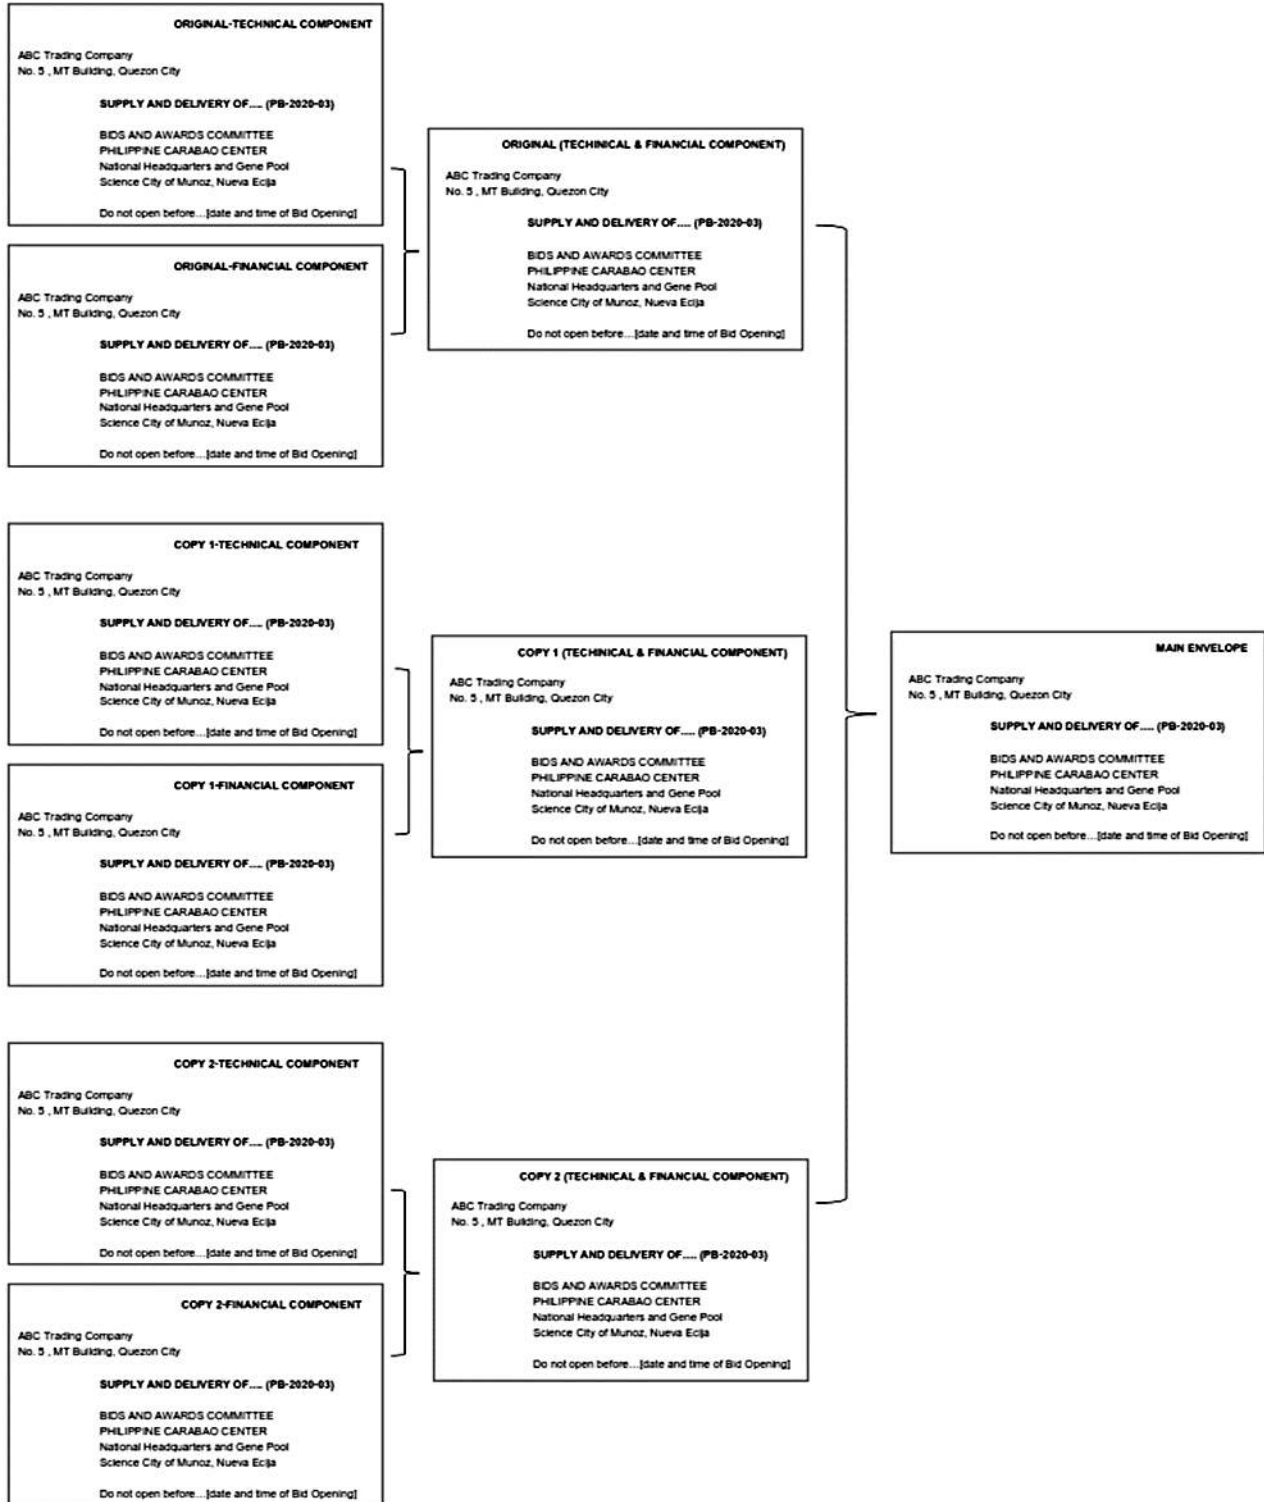 ORIGINAL-TECHNICAL COMPONENT
ABC Trading Company
No. 5 , MT Building, Quezon City
SUPPLY AND DELIVERY OF.... (PB-2020-03)
BIDS AND AWARDS COMMITTEE
PHILIPPINE CARABAO CENTER
National Headquarters and Gene Pool
Science City of Munoz, Nueva Ecija
Do not open before...[date and time of Bid Opening]
ORIGINAL-FINANCIAL COMPONENT
ABC Trading Company
No. 5 , MT Building, Quezon City
SUPPLY AND DELIVERY OF.... (PB-2020-03)
BIDS AND AWARDS COMMITTEE
PHILIPPINE CARABAO CENTER
National Headquarters and Gene Pool
Science City of Munoz, Nueva Ecija
Do not open before...[date and time of Bid Opening]
ORIGINAL (TECHINICAL & FINANCIAL COMPONENT)
ABC Trading Company
No. 5 , MT Building, Quezon City
SUPPLY AND DELIVERY OF.... (PB-2020-03)
BIDS AND AWARDS COMMITTEE
PHILIPPINE CARABAO CENTER
National Headquarters and Gene Pool
Science City of Munoz, Nueva Ecija
Do not open before...[date and time of Bid Opening]
COPY 1-TECHNICAL COMPONENT
ABC Trading Company
No. 5 , MT Building, Quezon City
SUPPLY AND DELIVERY OF.... (PB-2020-03)
BIDS AND AWARDS COMMITTEE
PHILIPPINE CARABAO CENTER
National Headquarters and Gene Pool
Science City of Munoz, Nueva Ecija
Do not open before...[date and time of Bid Opening]
COPY 1-FINANCIAL COMPONENT
ABC Trading Company
No. 5 , MT Building, Quezon City
SUPPLY AND DELIVERY OF.... (PB-2020-03)
BIDS AND AWARDS COMMITTEE
PHILIPPINE CARABAO CENTER
National Headquarters and Gene Pool
Science City of Munoz, Nueva Ecija
Do not open before...[date and time of Bid Opening]
COPY 1 (TECHINICAL & FINANCIAL COMPONENT)
ABC Trading Company
No. 5 , MT Building, Quezon City
SUPPLY AND DELIVERY OF.... (PB-2020-03)
BIDS AND AWARDS COMMITTEE
PHILIPPINE CARABAO CENTER
National Headquarters and Gene Pool
Science City of Munoz, Nueva Ecija
Do not open before...[date and time of Bid Opening]
COPY 2-TECHNICAL COMPONENT
ABC Trading Company
No. 5 , MT Building, Quezon City
SUPPLY AND DELIVERY OF.... (PB-2020-03)
BIDS AND AWARDS COMMITTEE
PHILIPPINE CARABAO CENTER
National Headquarters and Gene Pool
Science City of Munoz, Nueva Ecija
Do not open before...[date and time of Bid Opening]
COPY 2-FINANCIAL COMPONENT
ABC Trading Company
No. 5 , MT Building, Quezon City
SUPPLY AND DELIVERY OF.... (PB-2020-03)
BIDS AND AWARDS COMMITTEE
PHILIPPINE CARABAO CENTER
National Headquarters and Gene Pool
Science City of Munoz, Nueva Ecija
Do not open before...[date and time of Bid Opening]
COPY 2 (TECHINICAL & FINANCIAL COMPONENT)
ABC Trading Company
No. 5 , MT Building, Quezon City
SUPPLY AND DELIVERY OF.... (PB-2020-03)
BIDS AND AWARDS COMMITTEE
PHILIPPINE CARABAO CENTER
National Headquarters and Gene Pool
Science City of Munoz, Nueva Ecija
Do not open before...[date and time of Bid Opening]
MAIN ENVELOPE
ABC Trading Company
No. 5 , MT Building, Quezon City
SUPPLY AND DELIVERY OF.... (PB-2020-03)
BIDS AND AWARDS COMMITTEE
PHILIPPINE CARABAO CENTER
National Headquarters and Gene Pool
Science City of Munoz, Nueva Ecija
Do not open before...[date and time of Bid Opening]